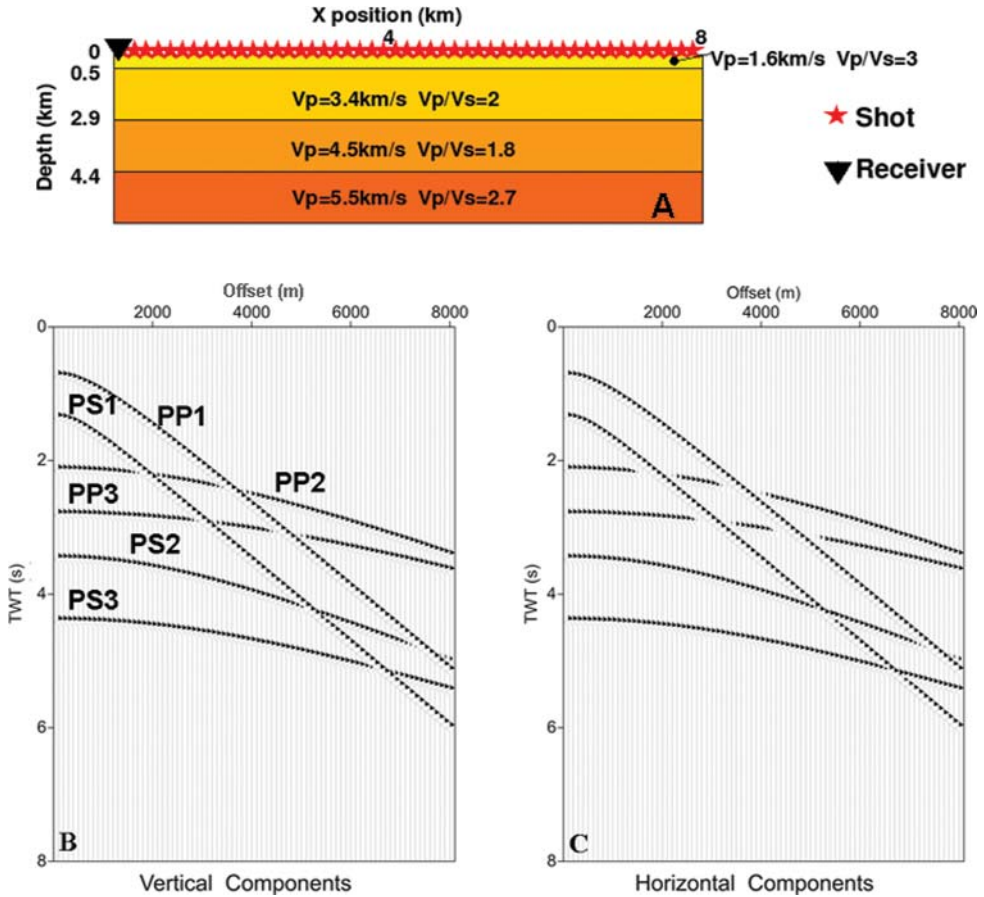 X position (km)
4
8
0
0.5
2.9
4.4
Depth (km)
Vp=1.6km/s Vp/Vs=3
Vp=3.4km/s Vp/Vs=2
Vp=4.5km/s Vp/Vs=1.8
Vp=5.5km/s Vp/Vs=2.7
A
Shot
Receiver
Offset (m)
2000 4000 6000 8000
0
2
4
6
8
TWT (s)
PS1
PP1
PP2
PP3
PS2
PS3
B
Vertical Components
Offset (m)
2000 4000 6000 8000
0
2
4
6
8
TWT (s)
C
Horizontal Components